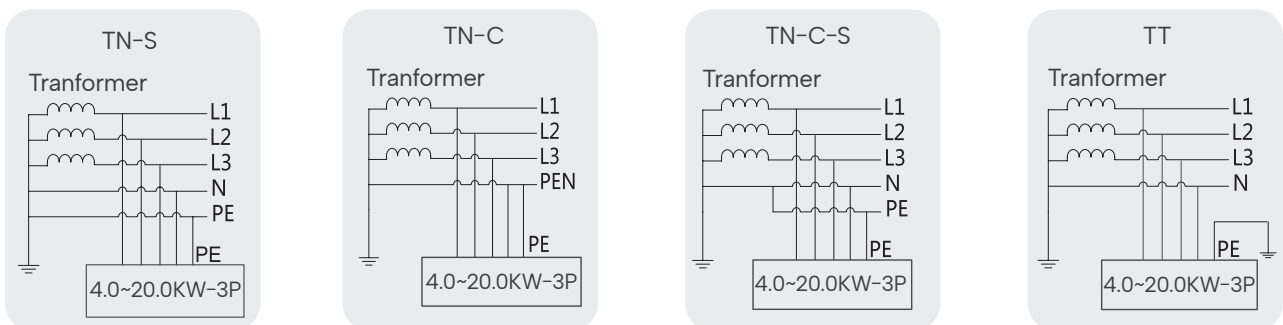 TN-S
Tranformer
L1
L2
L3
N
PE
PE
4.0~20.0KW-3P
TN-C
Tranformer
L1
L2
L3
PEN
PE
4.0~20.0KW-3P
TN-C-S
Tranformer
L1
L2
L3
N
PE
PE
4.0~20.0KW-3P
TT
Tranformer
L1
L2
L3
N
PE
4.0~20.0KW-3P